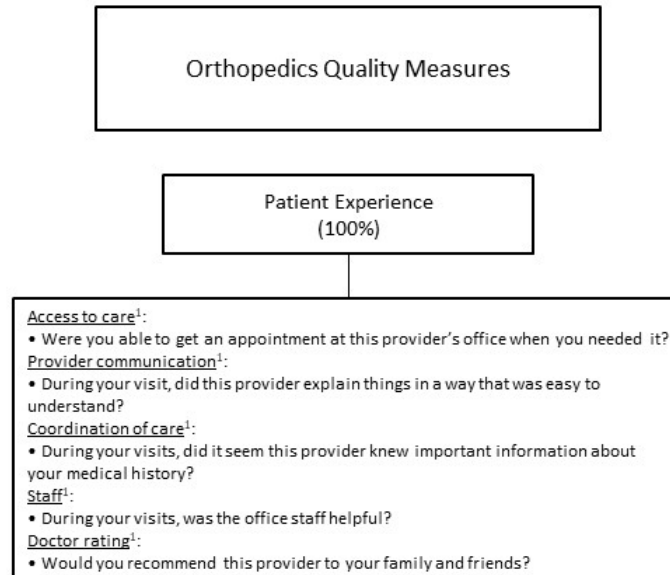 Orthopedics Quality Measures
Patient Experience
(100%)
Access to care¹:
• Were you able to get an appointment at this provider’s office when you needed it?
Provider communication¹:
• During your visit, did this provider explain things in a way that was easy to
understand?
Coordination of care¹:
• During your visits, did it seem this provider knew important information about
your medical history?
Staff¹:
• During your visits, was the office staff helpful?
Doctor rating¹:
• Would you recommend this provider to your family and friends?